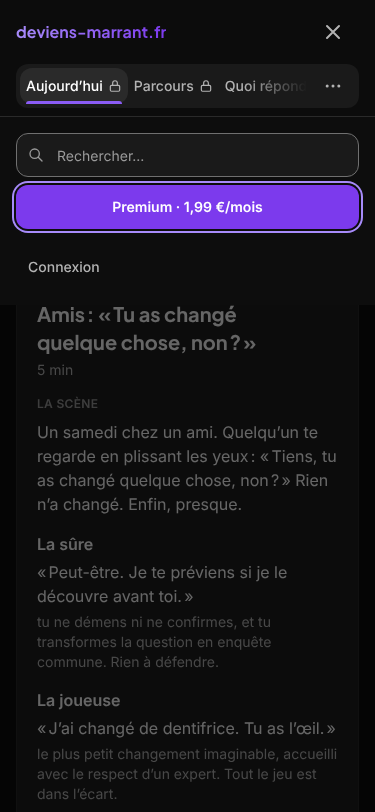 deviens-marrant.fr
Aujourd’hui Parcours Quoi répond
Rechercher...
Premium · 1,99 €/mois
Connexion
Amis : « Tu as changé
quelque chose, non ? »
5 min
LA SCÈNE
Un samedi chez un ami. Quelqu’un te
regarde en plissant les yeux : « Tiens, tu
as changé quelque chose, non ? » Rien
n’a changé. Enfin, presque.
La sûre
« Peut-être. Je te préviens si je le
découvre avant toi. »
tu ne démens ni ne confirmes, et tu
transformes la question en enquête
commune. Rien à défendre.
La joueuse
« J’ai changé de dentifrice. Tu as l’œil. »
le plus petit changement imaginable, accueilli
avec le respect d’un expert. Tout le jeu est
dans l’écart.